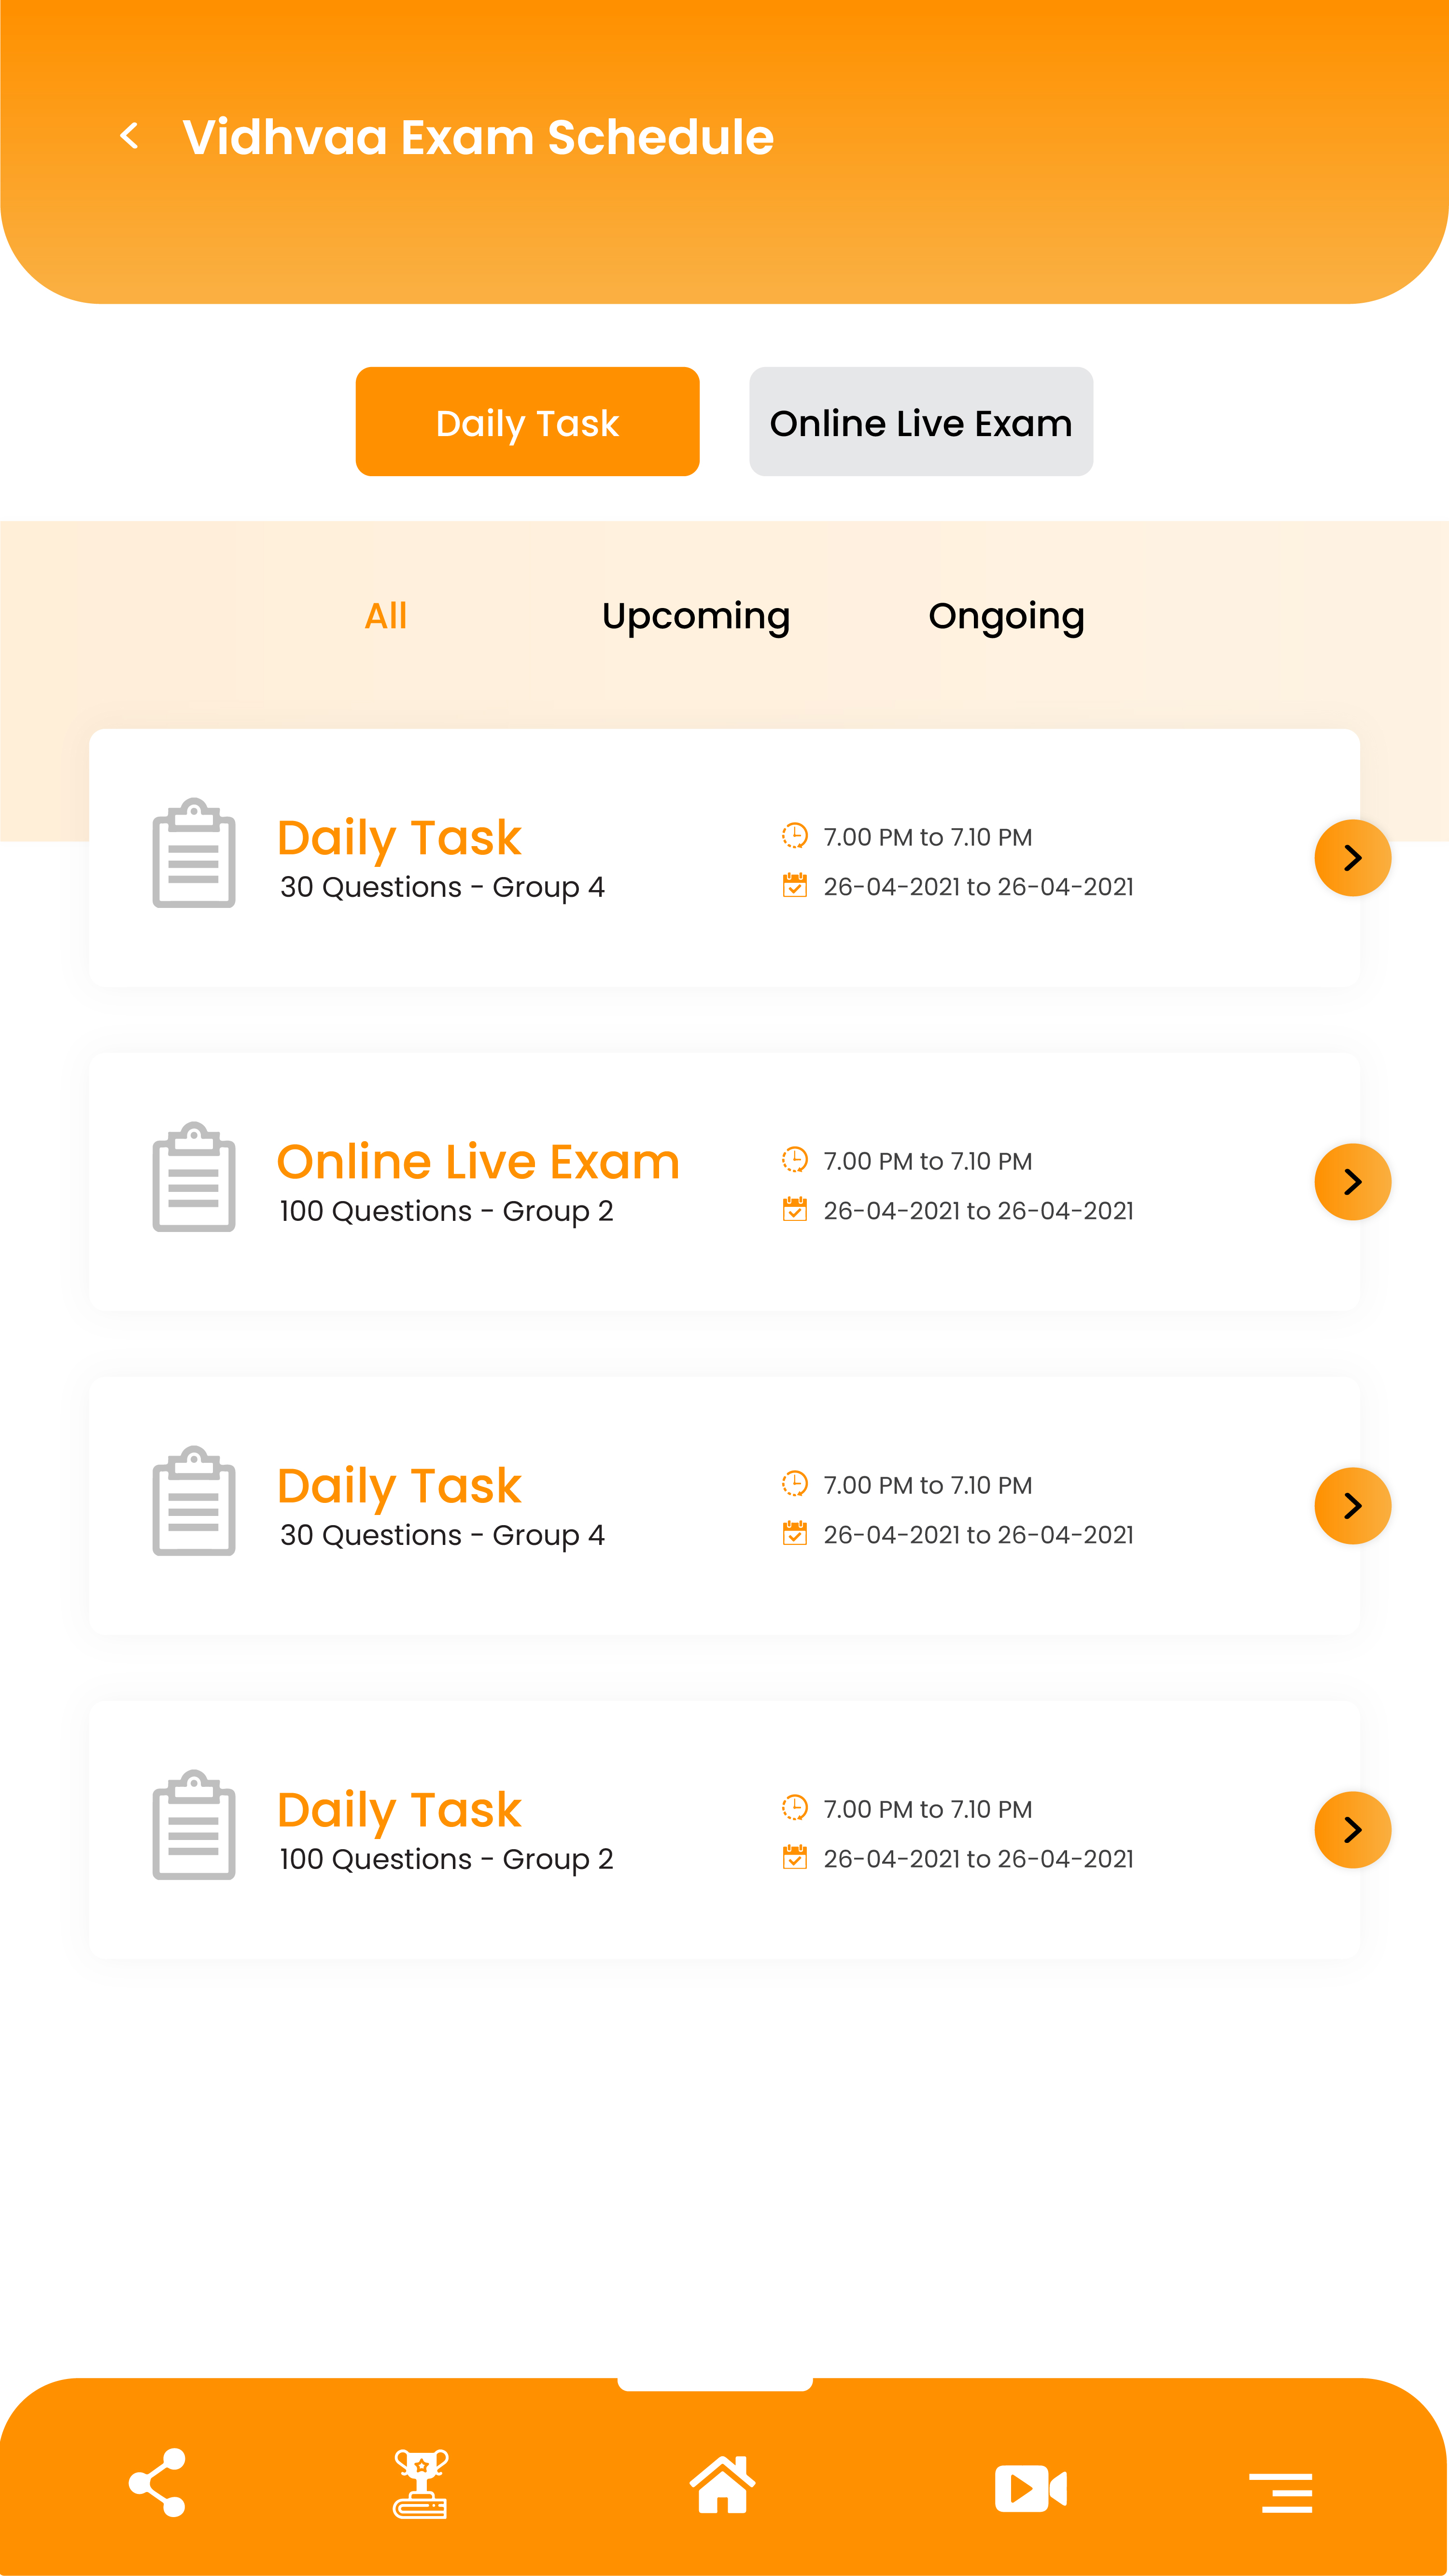 Vidhvaa Exam Schedule
Daily Task
Online Live Exam
All
Upcoming
Ongoing
Daily Task
30 Questions - Group 4
7.00 PM to 7.10 PM
26-04-2021 to 26-04-2021
Online Live Exam
100 Questions - Group 2
7.00 PM to 7.10 PM
26-04-2021 to 26-04-2021
Daily Task
30 Questions - Group 4
7.00 PM to 7.10 PM
26-04-2021 to 26-04-2021
Daily Task
100 Questions - Group 2
7.00 PM to 7.10 PM
26-04-2021 to 26-04-2021